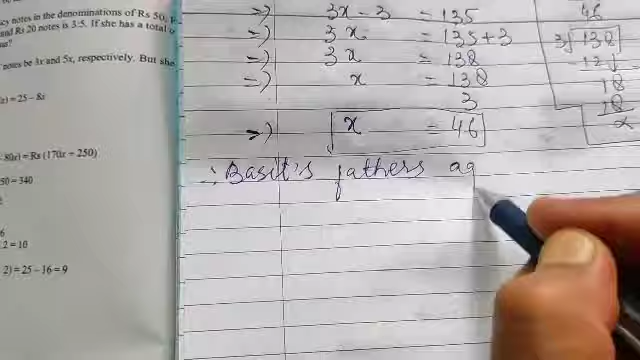 cy notes in the denominations of Rs 50,
and Rs 20 notes is 3:5. If she has a total o
notes be 3x and 5x, respectively. But she
= 25 – 8x
80x) = Rs (170x + 250)
50 = 340
6
2 = 10
2) = 25 – 16 = 9
=) 3x - 3 = 135
=) 3x = 135 + 3
=) 3x = 138
=) x = 138
3
=) x = 46
46
3 138
12
18
18
x
∴ Basit's fathers ag